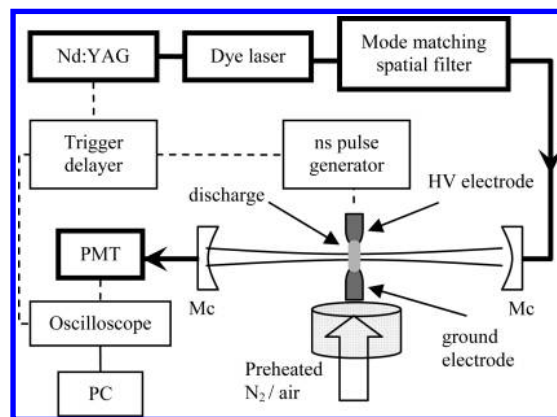 Nd:YAG
Dye laser
Mode matching
spatial filter
Trigger
delayer
ns pulse
generator
discharge
HV electrode
PMT
Mc
Mc
Oscilloscope
ground
electrode
Preheated
N₂ / air
PC